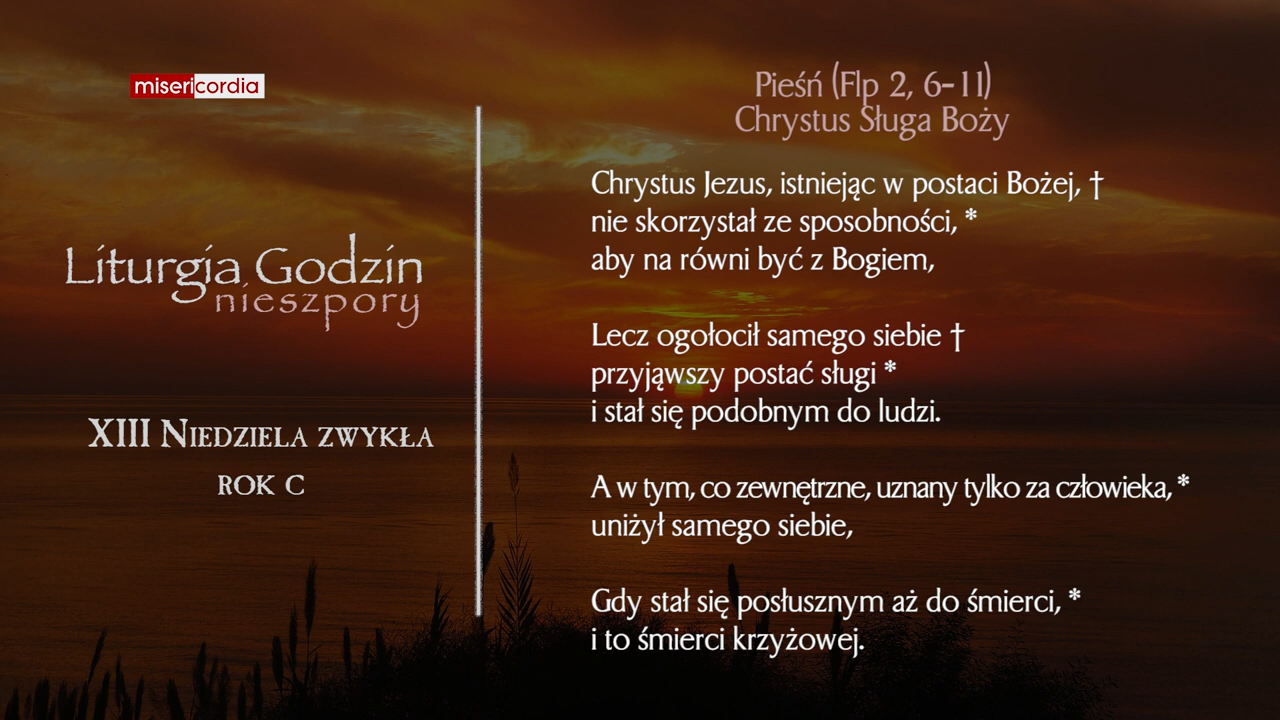 misericordia
Liturgia Godzin
nieszpory
XIII Niedziela zwykła
rok C
Pieśń (Flp 2, 6-11)
Chrystus Sługa Boży
Chrystus Jezus, istniejąc w postaci Bożej, †
nie skorzystał ze sposobności, *
aby na równi być z Bogiem,
Lecz ogołocił samego siebie †
przyjąwszy postać sługi *
i stał się podobnym do ludzi.
A w tym, co zewnętrzne, uznany tylko za człowieka, *
uniżył samego siebie,
Gdy stał się posłusznym aż do śmierci, *
i to śmierci krzyżowej.